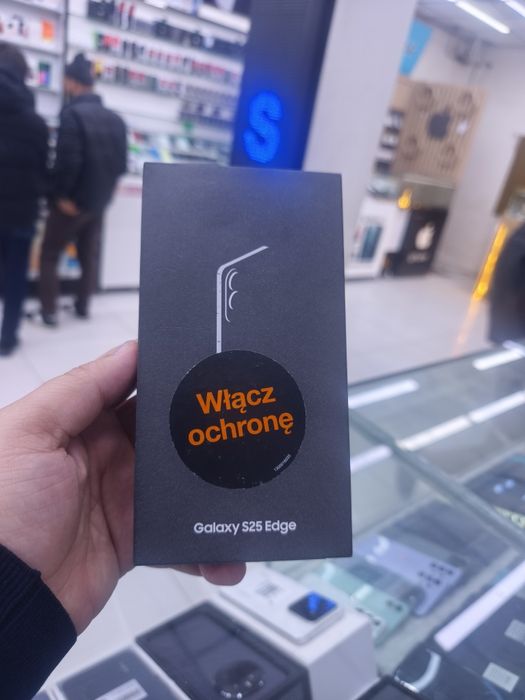 S
Włącz
ochronę
Galaxy S25 Edge